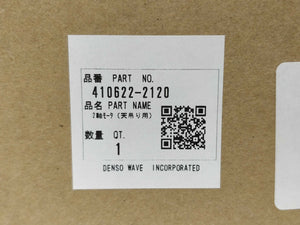 品番 PART NO.
410622-2120
品名 PART NAME
2軸ﾓｰﾀ (天吊り用)
数量 QT.
1
DENSO WAVE INCORPORATED